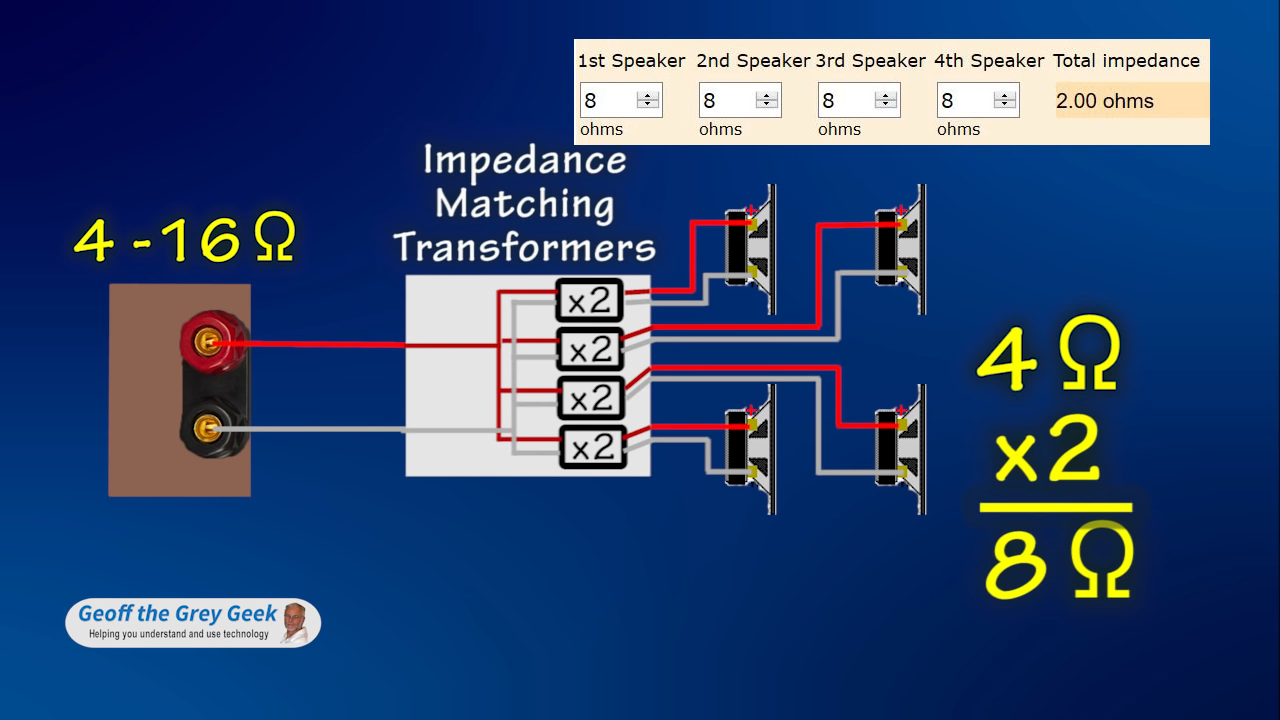 1st Speaker 2nd Speaker 3rd Speaker 4th Speaker Total impedance
8 8 8 8 2.00 ohms
ohms ohms ohms ohms
Impedance
Matching
Transformers
4-16Ω
x2
x2
x2
x2
+ +
+ +
4Ω
x2
8Ω
Geoff the Grey Geek
Helping you understand and use technology